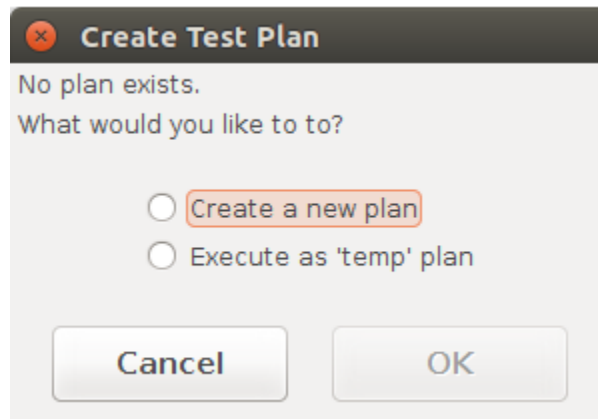 Create Test Plan
No plan exists.
What would you like to to?
Create a new plan
Execute as 'temp' plan
Cancel OK